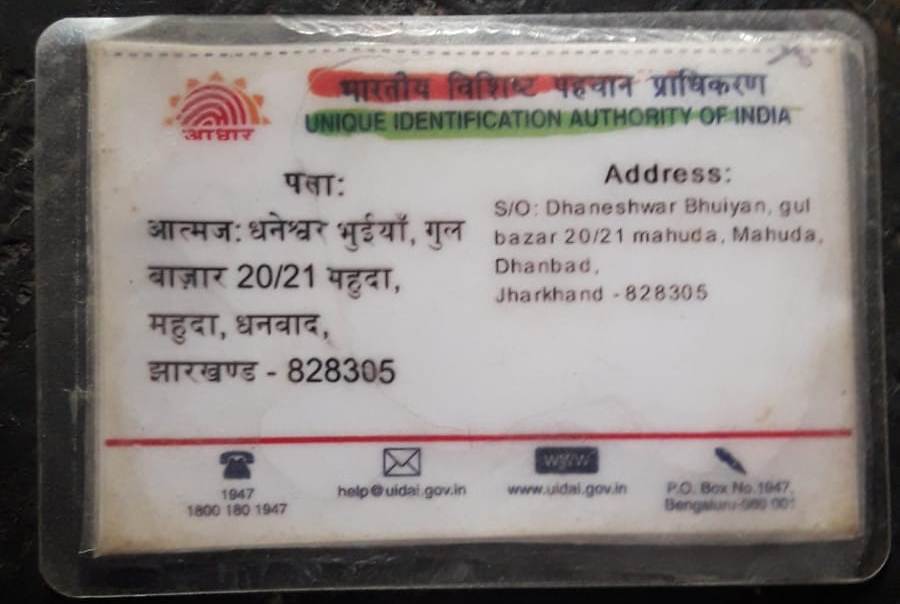 आधार
भारतीय विशिष्ट पहचान प्राधिकरण
UNIQUE IDENTIFICATION AUTHORITY OF INDIA
पता:
आत्मज: धनेश्वर भुईयाँ, गुल
बाज़ार 20/21 महुदा,
महुदा, धनबाद,
झारखण्ड - 828305
Address:
S/O: Dhaneshwar Bhuiyan, gul
bazar 20/21 mahuda, Mahuda,
Dhanbad,
Jharkhand - 828305
1947
1800 180 1947
help@uidai.gov.in
www
www.uidai.gov.in
P.O. Box No.1947,
Bengaluru-560 001